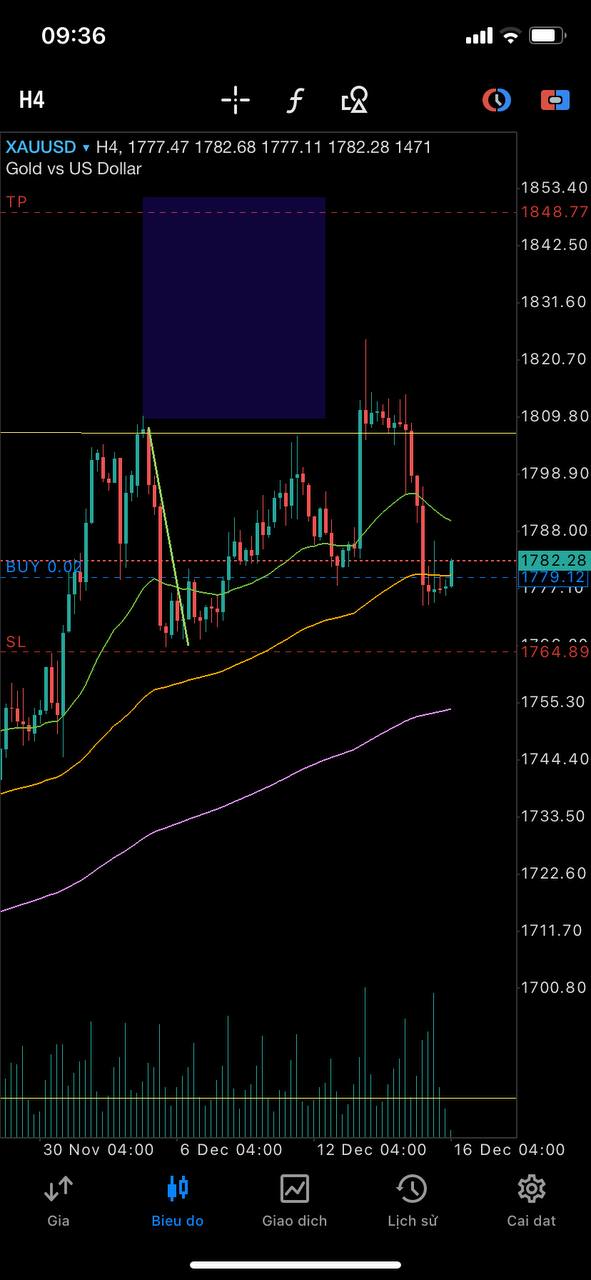 09:36
H4
XAUUSD ▾ H4, 1777.47 1782.68 1777.11 1782.28 1471
Gold vs US Dollar
1853.40
TP
1848.77
1842.50
1831.60
1820.70
1809.80
1798.90
1788.00
1782.28
BUY 0.02
1779.12
1777.10
SL
1764.89
1755.30
1744.40
1733.50
1722.60
1711.70
1700.80
30 Nov 04:00 6 Dec 04:00 12 Dec 04:00 16 Dec 04:00
Gia Bieu do Giao dich Lịch sử Cai dat